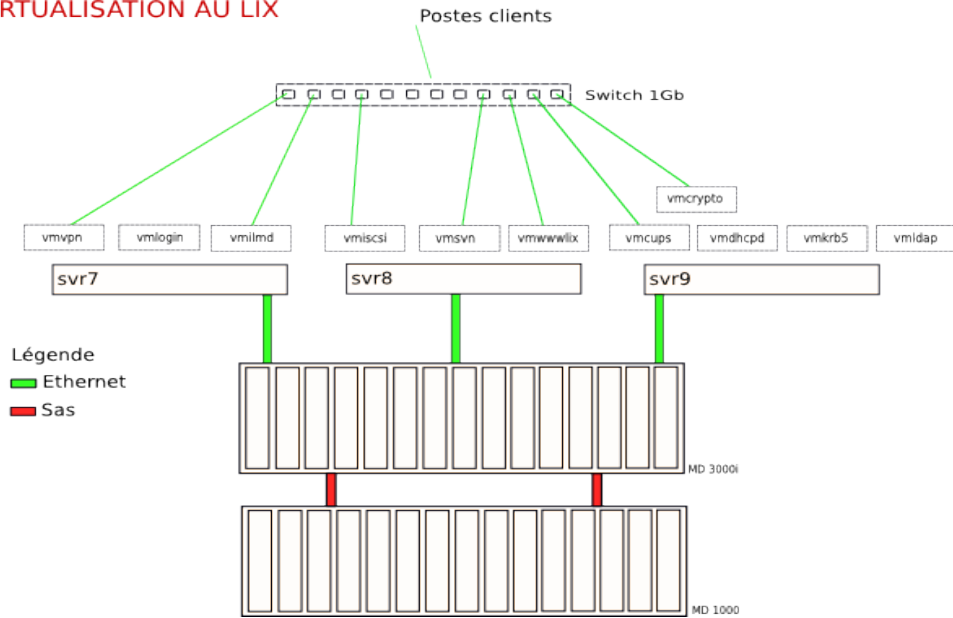 RTUALISATION AU LIX
Postes clients
Switch 1Gb
vmcrypto
vmvpn
vmlogin
vmilmd
vmiscsi
vmsvn
vmwwwlix
vmcups
vmdhcpd
vmkrb5
vmldap
svr7
svr8
svr9
Légende
Ethernet
Sas
MD 3000i
MD 1000